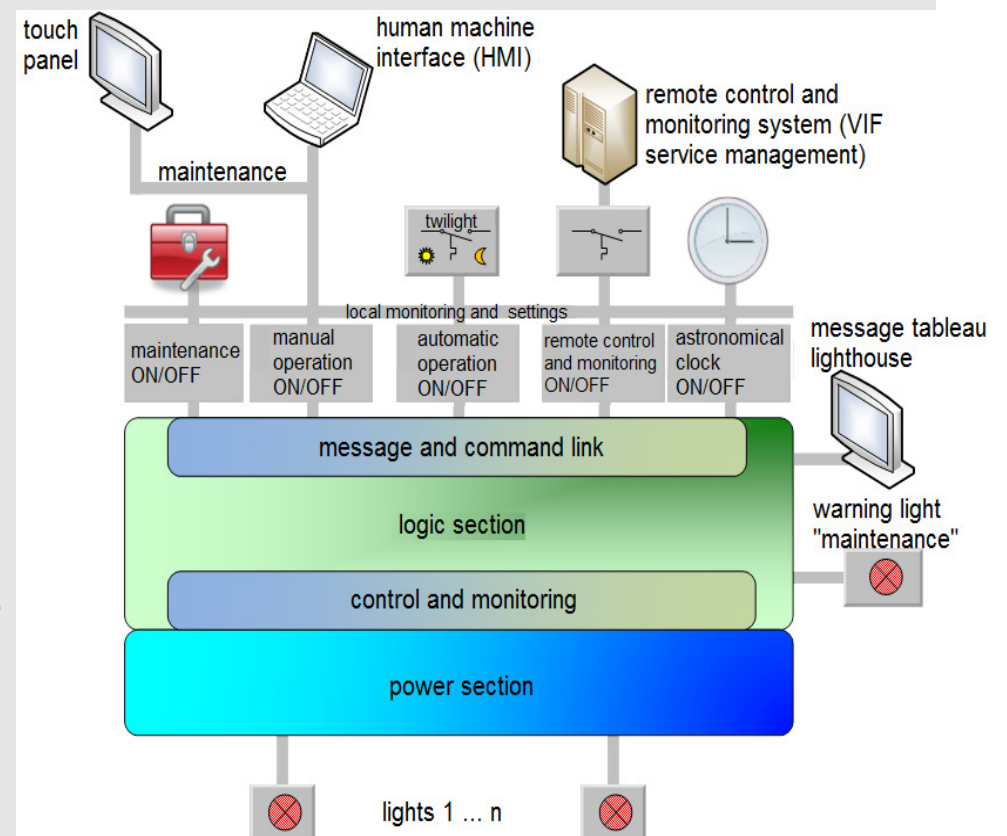 touch
panel
human machine
interface (HMI)
remote control and
monitoring system (VIF
service management)
maintenance
twilight
local monitoring and settings
maintenance
ON/OFF
manual
operation
ON/OFF
automatic
operation
ON/OFF
remote control
and monitoring
ON/OFF
astronomical
clock
ON/OFF
message tableau
lighthouse
message and command link
logic section
warning light
"maintenance"
control and monitoring
power section
lights 1 ... n